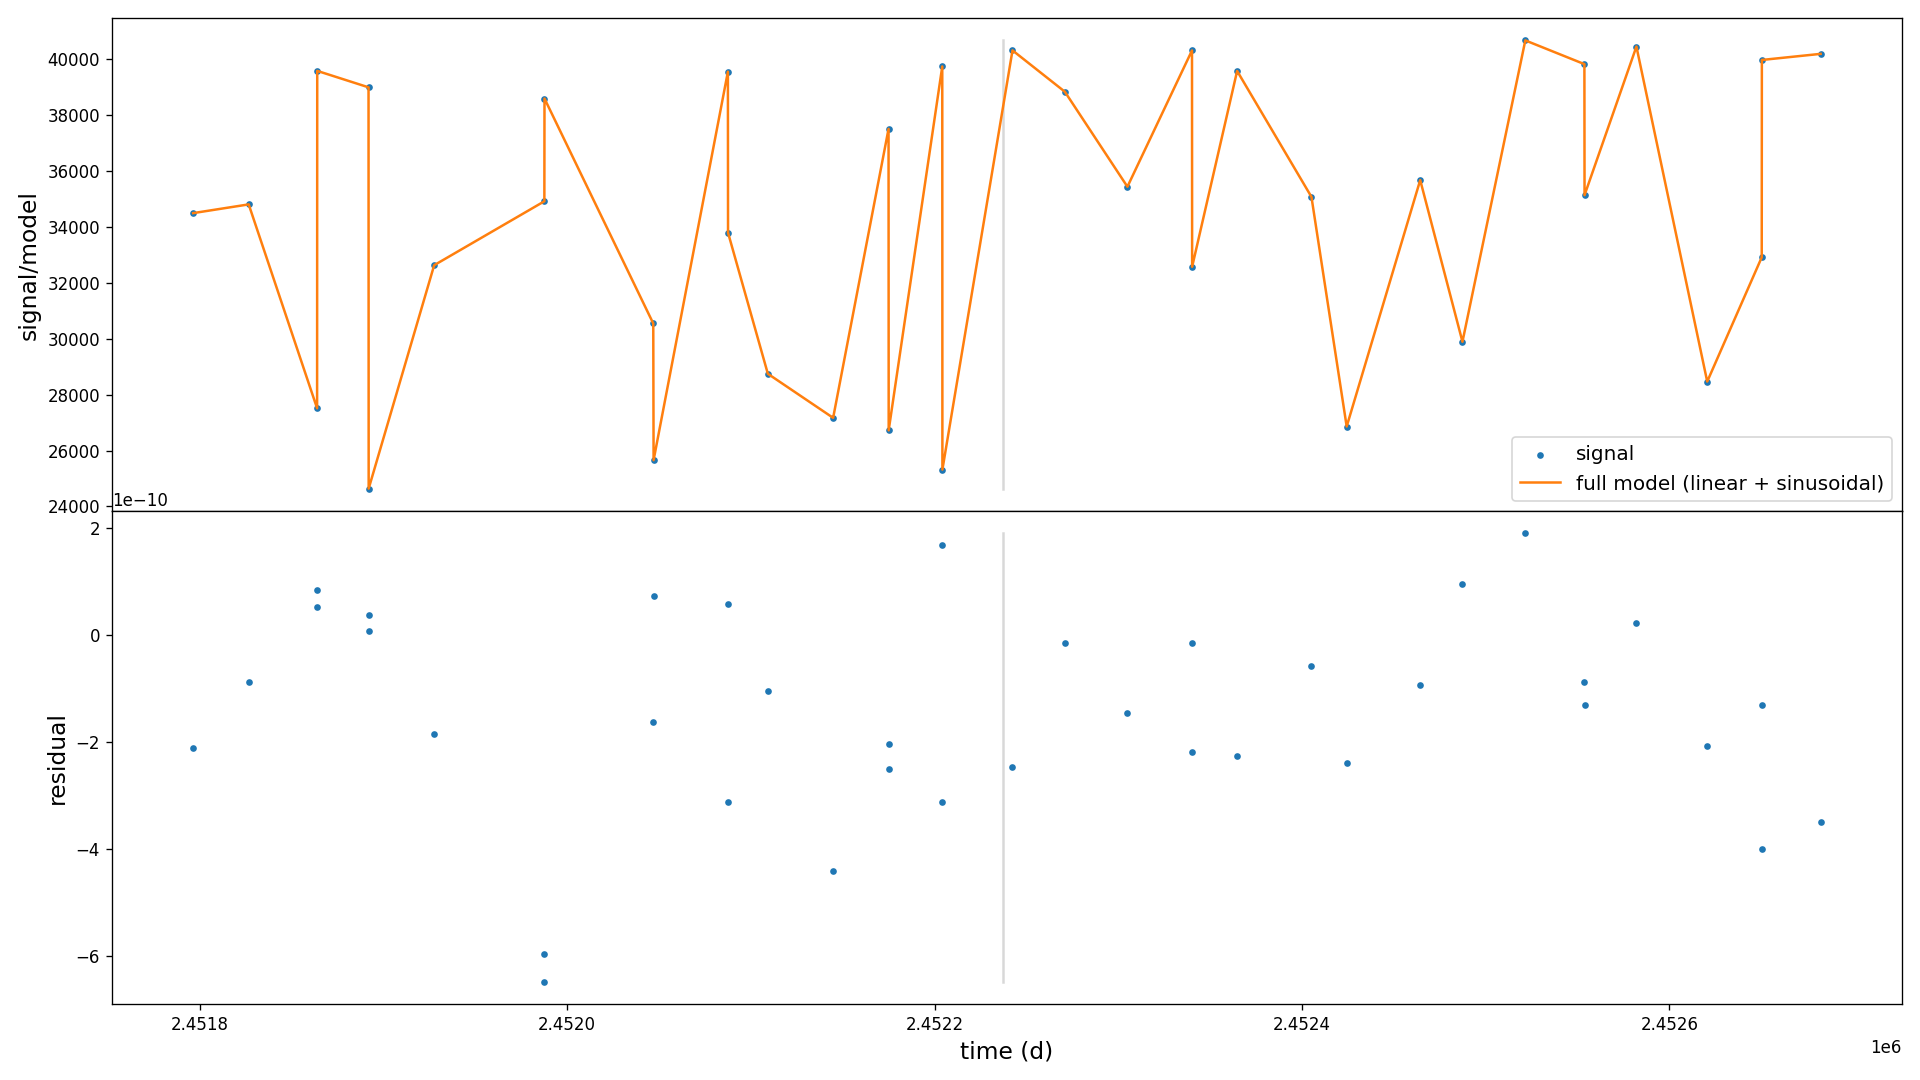 signal/model
40000
38000
36000
34000
32000
30000
28000
26000
24000
signal
full model (linear + sinusoidal)
1e−10
residual
2
0
−2
−4
−6
2.4518
2.4520
2.4522
2.4524
2.4526
time (d)
1e6